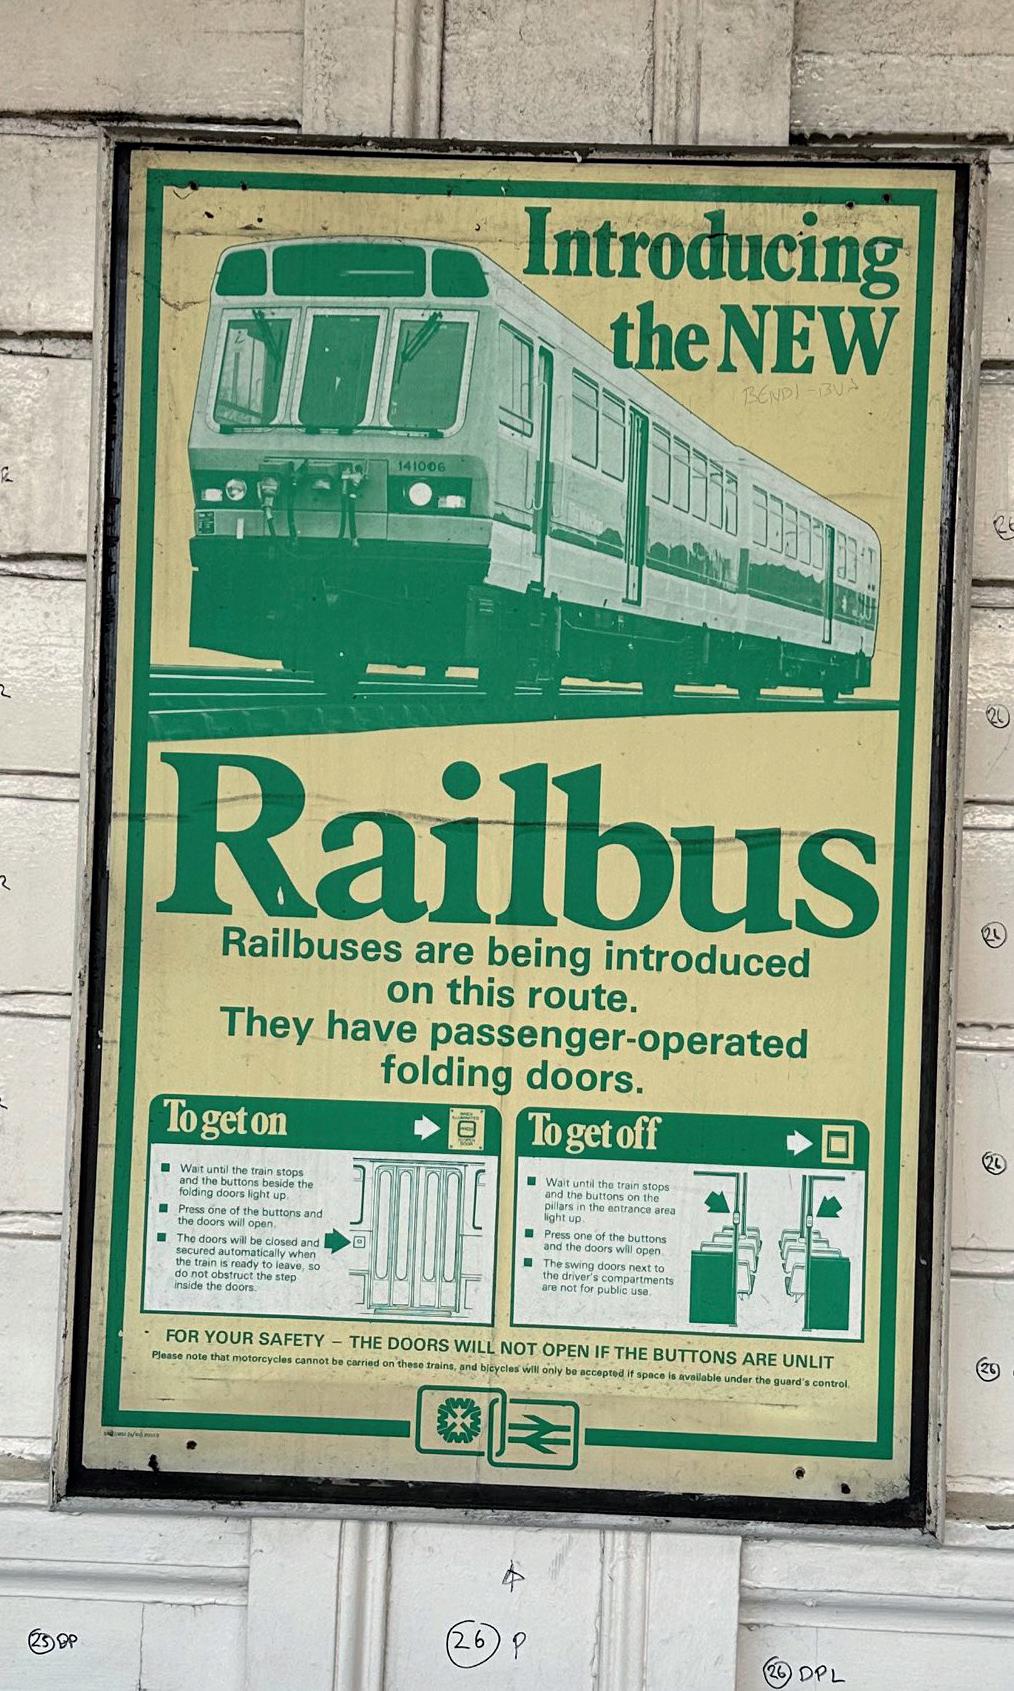 Introducing
the NEW
BENDI-BUS
141006
Railbus
Railbuses are being introduced
on this route.
They have passenger-operated
folding doors.
To get on
■ Wait until the train stops
and the buttons beside the
folding doors light up.
■ Press one of the buttons and
the doors will open.
■ The doors will be closed and
secured automatically when
the train is ready to leave, so
do not obstruct the step
inside the doors.
To get off
■ Wait until the train stops
and the buttons on the
pillars in the entrance area
light up.
■ Press one of the buttons
and the doors will open.
■ The swing doors next to
the driver's compartments
are not for public use.
FOR YOUR SAFETY – THE DOORS WILL NOT OPEN IF THE BUTTONS ARE UNLIT
Please note that motorcycles cannot be carried on these trains, and bicycles will only be accepted if space is available under the guard's control.
26
26
26
26
25 DP
26 P
26 DPL